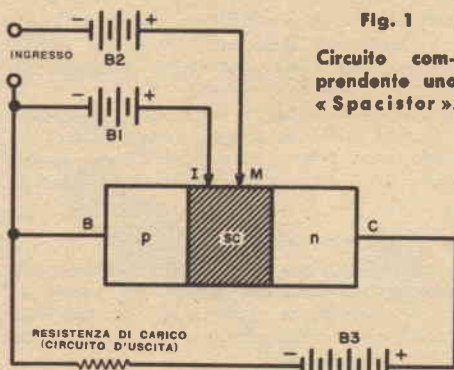 Fig. 1
Circuito com-
prendente uno
« Spacistor ».
INGRESSO
- +
B2
- +
B1
I M
B p SC n C
RESISTENZA DI CARICO
(CIRCUITO D'USCITA)
B3
- +